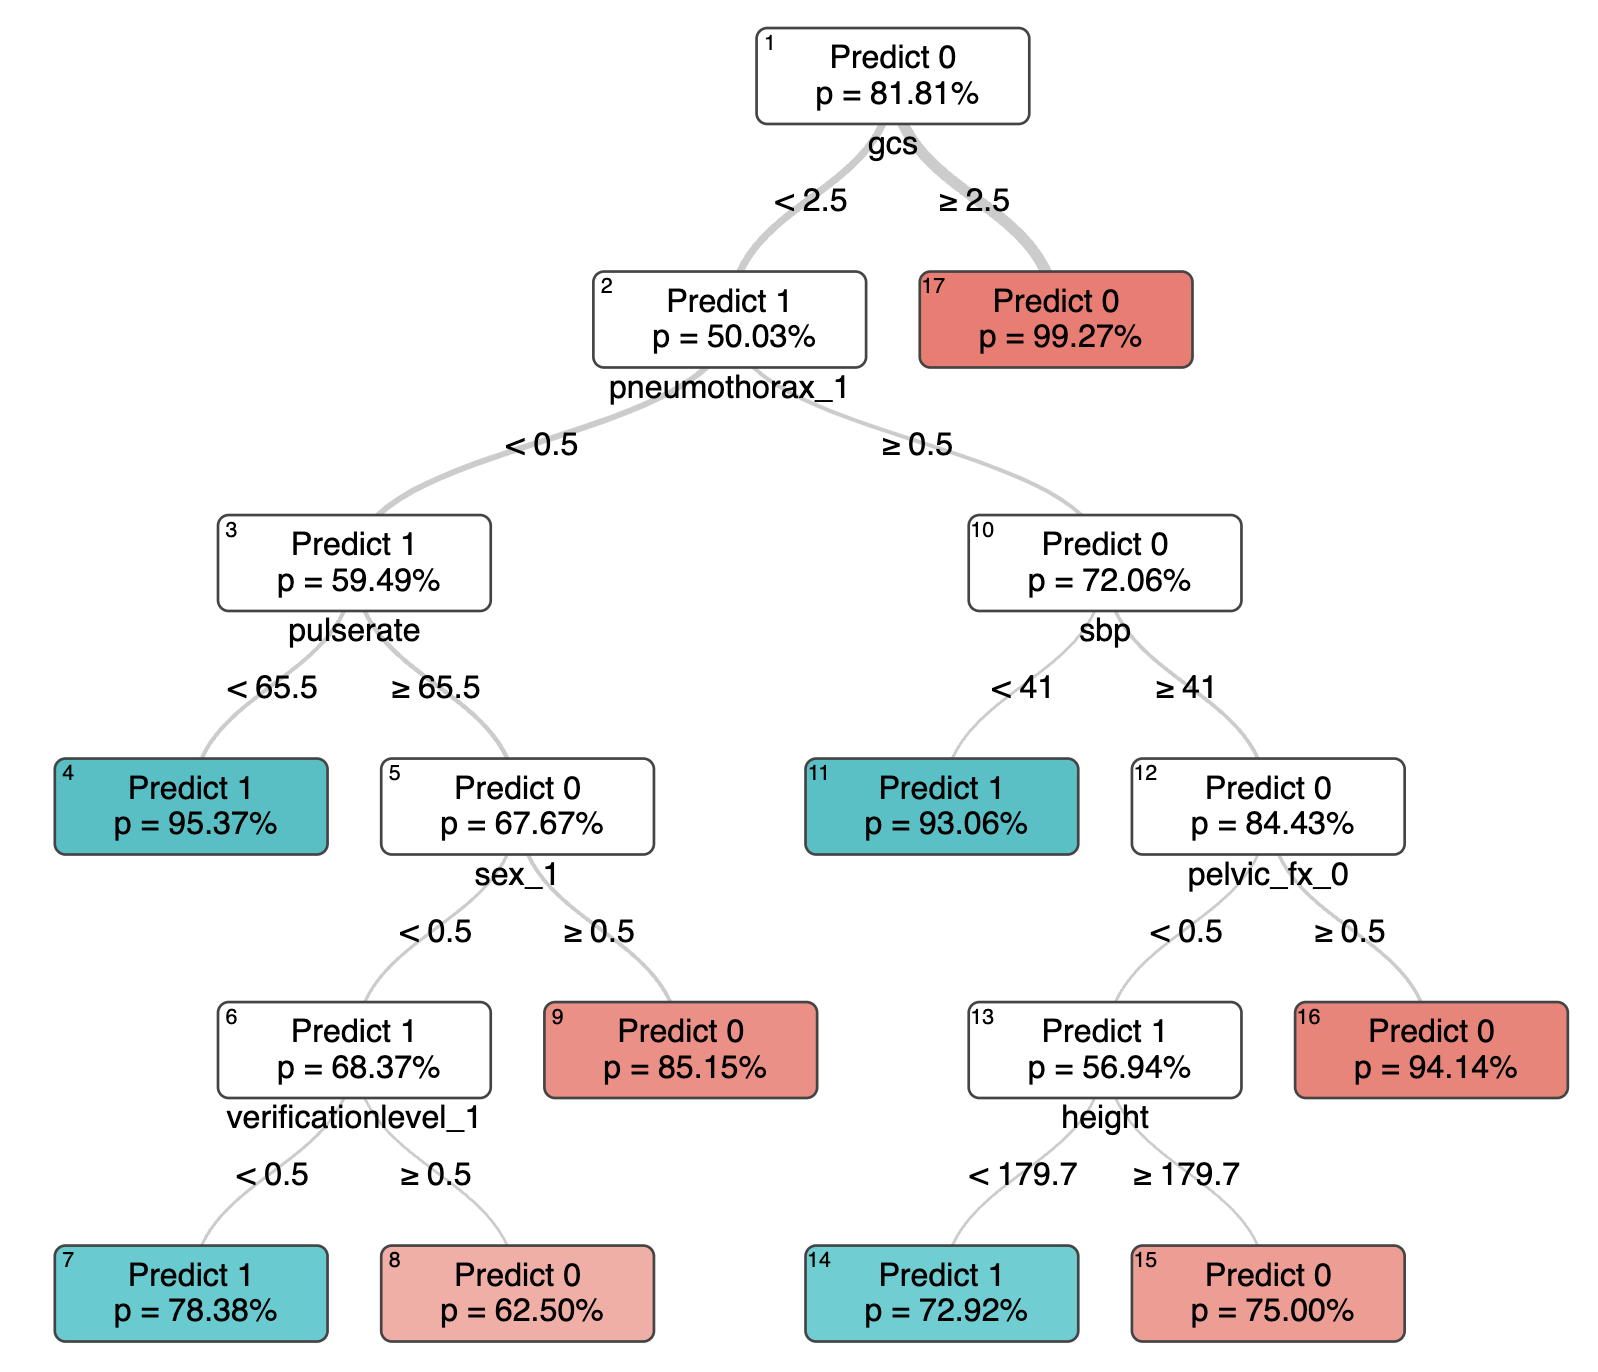 1
Predict 0
p = 81.81%
gcs
< 2.5
≥ 2.5
2
Predict 1
p = 50.03%
17
Predict 0
p = 99.27%
pneumothorax_1
< 0.5
≥ 0.5
3
Predict 1
p = 59.49%
10
Predict 0
p = 72.06%
pulserate
sbp
< 65.5
≥ 65.5
< 41
≥ 41
4
Predict 1
p = 95.37%
5
Predict 0
p = 67.67%
11
Predict 1
p = 93.06%
12
Predict 0
p = 84.43%
sex_1
pelvic_fx_0
< 0.5
≥ 0.5
< 0.5
≥ 0.5
6
Predict 1
p = 68.37%
9
Predict 0
p = 85.15%
13
Predict 1
p = 56.94%
16
Predict 0
p = 94.14%
verificationlevel_1
height
< 0.5
≥ 0.5
< 179.7
≥ 179.7
7
Predict 1
p = 78.38%
8
Predict 0
p = 62.50%
14
Predict 1
p = 72.92%
15
Predict 0
p = 75.00%